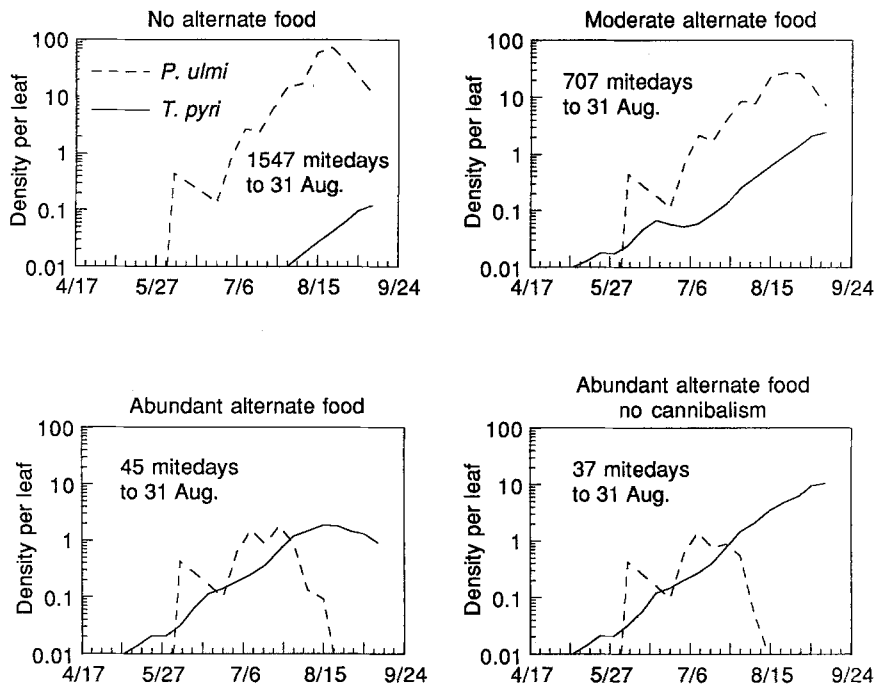 No alternate food
Density per leaf
100
10
1
0.1
0.01
P. ulmi
T. pyri
1547 mitedays
to 31 Aug.
4/17 5/27 7/6 8/15 9/24
Moderate alternate food
Density per leaf
100
10
1
0.1
0.01
707 mitedays
to 31 Aug.
4/17 5/27 7/6 8/15 9/24
Abundant alternate food
Density per leaf
100
10
1
0.1
0.01
45 mitedays
to 31 Aug.
4/17 5/27 7/6 8/15 9/24
Abundant alternate food
no cannibalism
Density per leaf
100
10
1
0.1
0.01
37 mitedays
to 31 Aug.
4/17 5/27 7/6 8/15 9/24